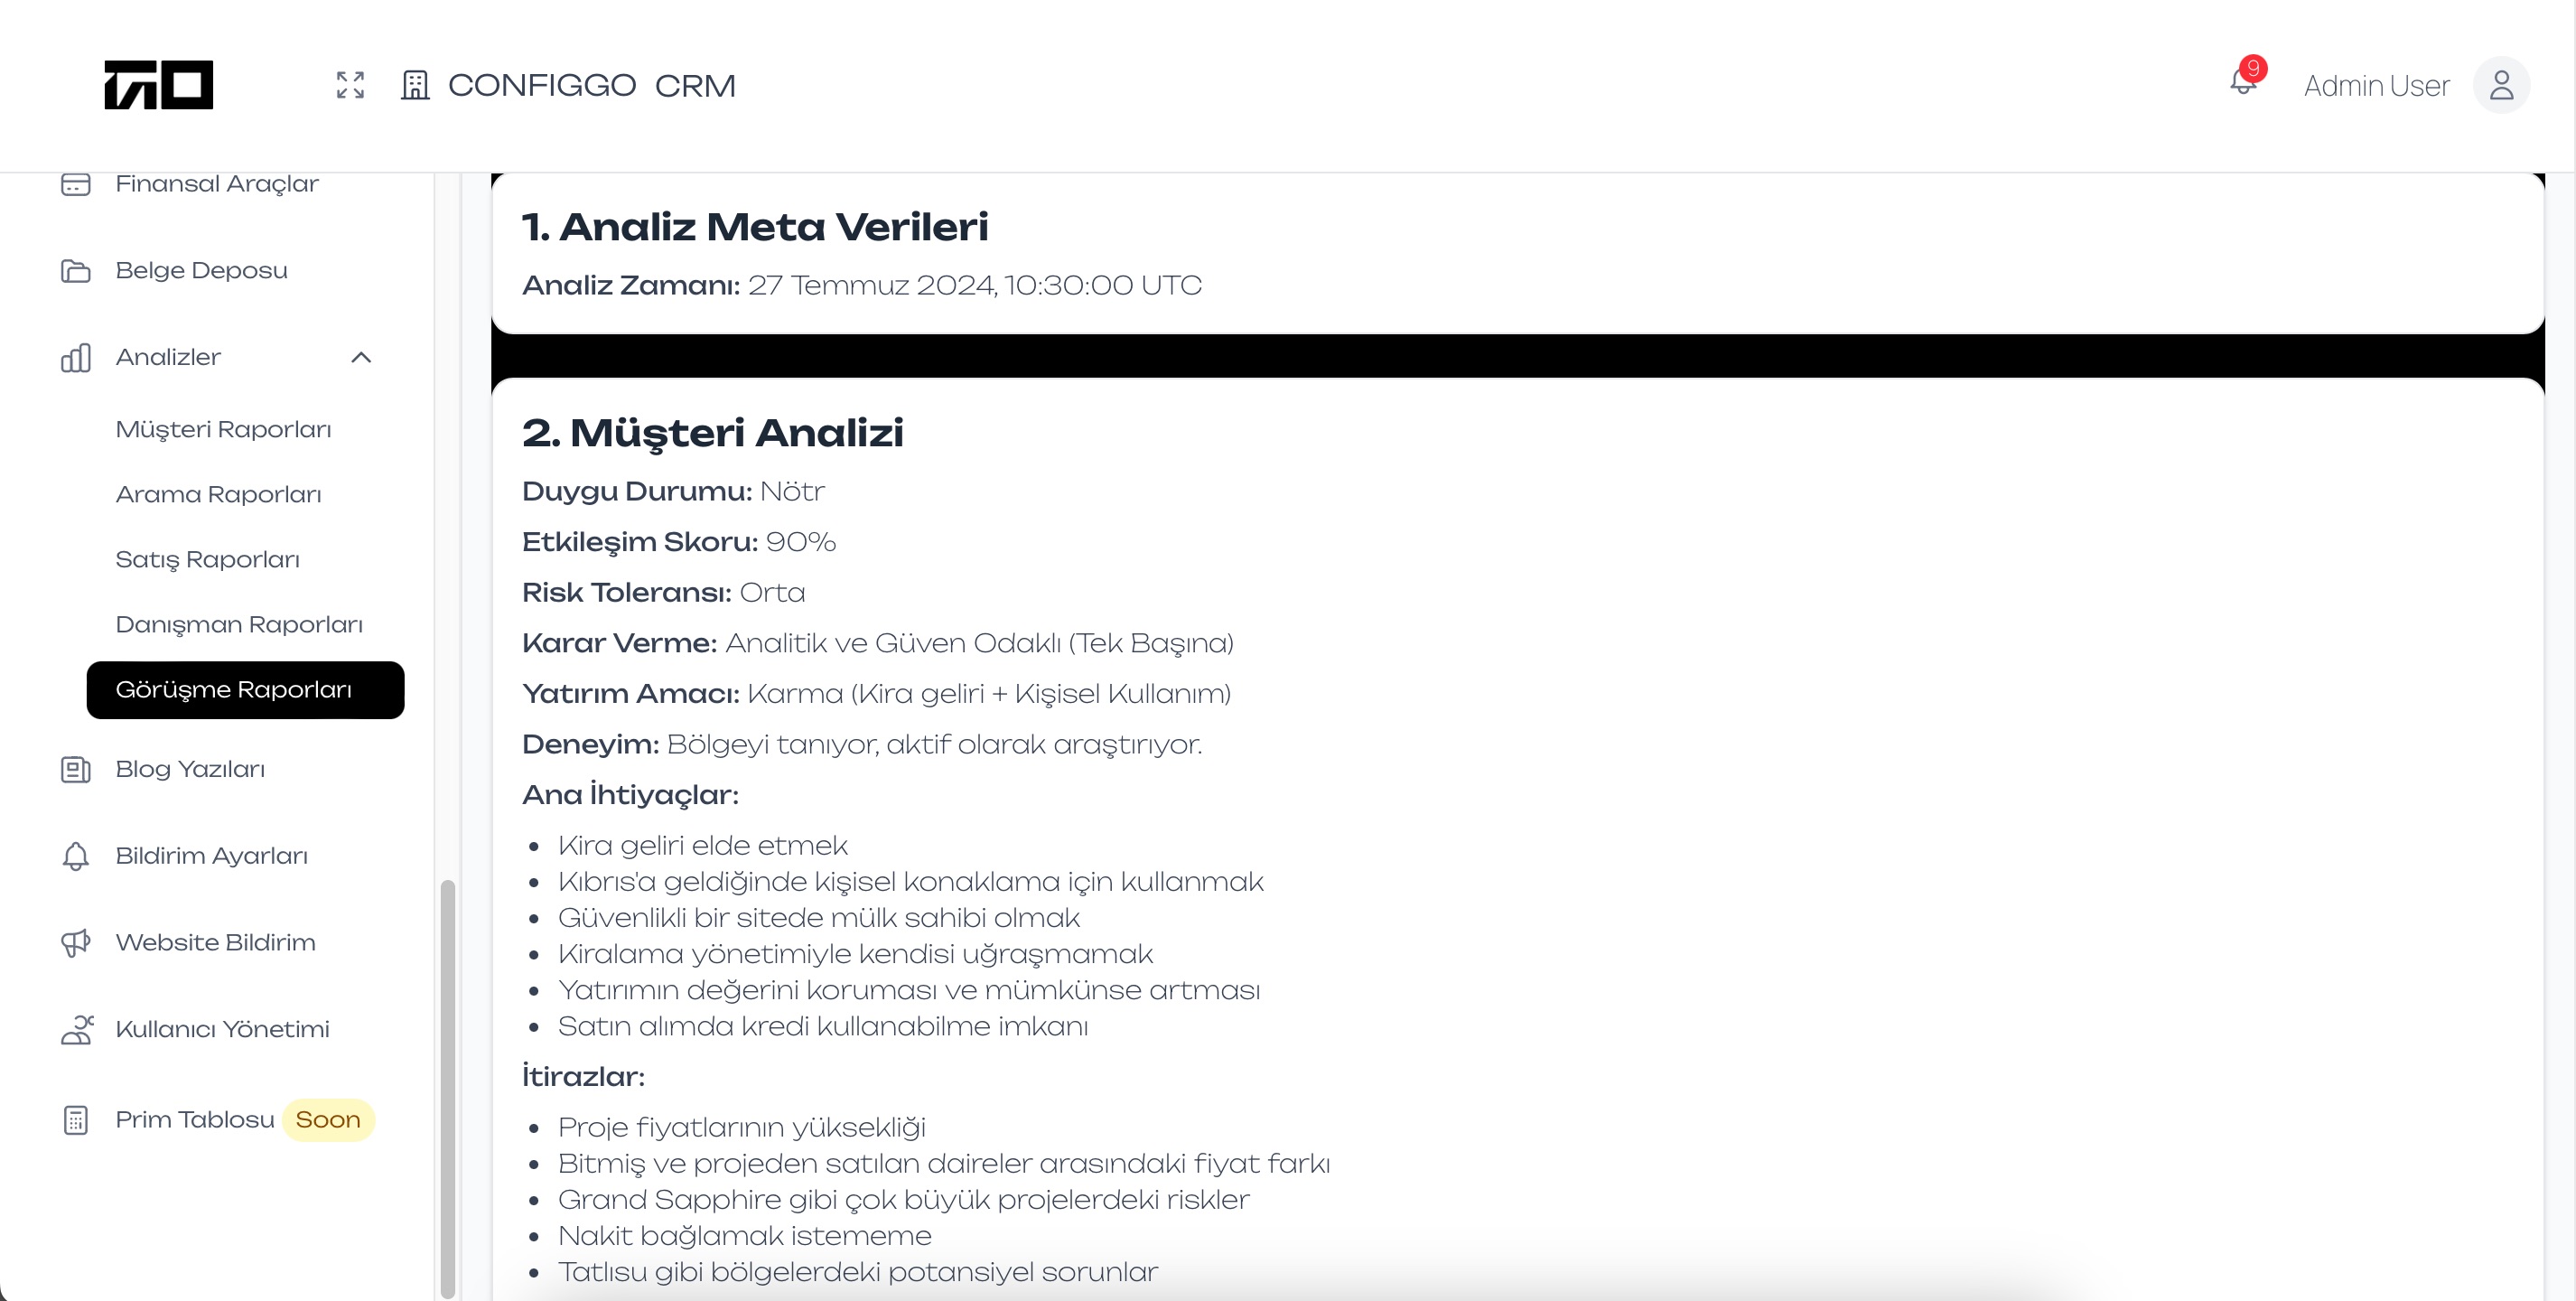 CONFIGGO CRM
9
Admin User
Finansal Araçlar
Belge Deposu
Analizler
Müşteri Raporları
Arama Raporları
Satış Raporları
Danışman Raporları
Görüşme Raporları
Blog Yazıları
Bildirim Ayarları
Website Bildirim
Kullanıcı Yönetimi
Prim Tablosu Soon
1. Analiz Meta Verileri
Analiz Zamanı: 27 Temmuz 2024, 10:30:00 UTC
2. Müşteri Analizi
Duygu Durumu: Nötr
Etkileşim Skoru: 90%
Risk Toleransı: Orta
Karar Verme: Analitik ve Güven Odaklı (Tek Başına)
Yatırım Amacı: Karma (Kira geliri + Kişisel Kullanım)
Deneyim: Bölgeyi tanıyor, aktif olarak araştırıyor.
Ana İhtiyaçlar:
• Kira geliri elde etmek
• Kıbrıs'a geldiğinde kişisel konaklama için kullanmak
• Güvenlikli bir sitede mülk sahibi olmak
• Kiralama yönetimiyle kendisi uğraşmamak
• Yatırımın değerini koruması ve mümkünse artması
• Satın alımda kredi kullanabilme imkanı
İtirazlar:
• Proje fiyatlarının yüksekliği
• Bitmiş ve projeden satılan daireler arasındaki fiyat farkı
• Grand Sapphire gibi çok büyük projelerdeki riskler
• Nakit bağlamak istememe
• Tatlısu gibi bölgelerdeki potansiyel sorunlar